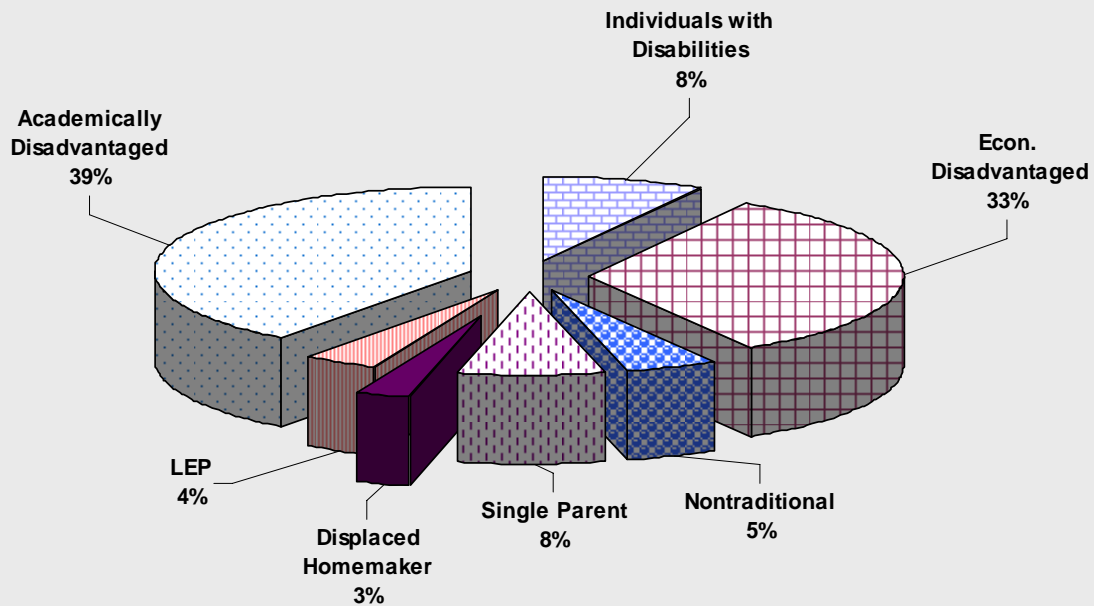 Individuals with
Disabilities
8%
Academically
Disadvantaged
39%
Econ.
Disadvantaged
33%
LEP
4%
Single Parent
8%
Nontraditional
5%
Displaced
Homemaker
3%